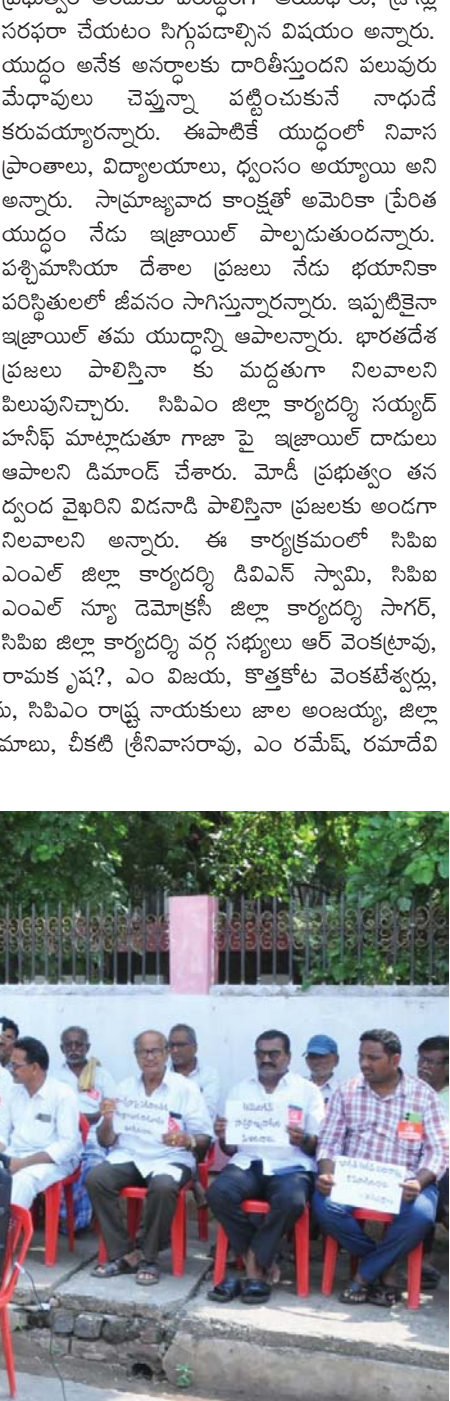 సరఫరా చేయటం సిగ్గుపడాల్సిన విషయం అన్నారు.
యుద్ధం అనేక అనర్ధాలకు దారితీస్తుందని పలువురు
మేధావులు చెప్తున్నా పట్టించుకునే నాధుడే
కరువయ్యారన్నారు. ఈపాటికే యుద్ధంలో నివాస
ప్రాంతాలు, విద్యాలయాలు, ధ్వంసం అయ్యాయి అని
అన్నారు. సామ్రాజ్యవాద కాంక్షతో అమెరికా ప్రేరిత
యుద్ధం నేడు ఇజ్రాయిల్ పాల్పడుతుందన్నారు.
పశ్చిమాసియా దేశాల ప్రజలు నేడు భయానికా
పరిస్థితులలో జీవనం సాగిస్తున్నారన్నారు. ఇప్పటికైనా
ఇజ్రాయిల్ తమ యుద్ధాన్ని ఆపాలన్నారు. భారతదేశ
ప్రజలు పాలిస్తినా కు మద్దతుగా నిలవాలని
పిలుపునిచ్చారు. సిపిఎం జిల్లా కార్యదర్శి సయ్యద్
హనీఫ్ మాట్లాడుతూ గాజా పై ఇజ్రాయిల్ దాడులు
ఆపాలని డిమాండ్ చేశారు. మోడీ ప్రభుత్వం తన
ద్వంద వైఖరిని విడనాడి పాలిస్తినా ప్రజలకు అండగా
నిలవాలని అన్నారు. ఈ కార్యక్రమంలో సిపిఐ
ఎంఎల్ జిల్లా కార్యదర్శి డివిఎన్ స్వామి, సిపిఐ
ఎంఎల్ న్యూ డెమోక్రసీ జిల్లా కార్యదర్శి సాగర్,
సిపిఐ జిల్లా కార్యదర్శి వర్గ సభ్యులు ఆర్ వెంకట్రావు,
రామక ృష?, ఎం విజయ, కొత్తకోట వెంకటేశ్వర్లు,
సిపిఎం రాష్ట్ర నాయకులు జాల అంజయ్య, జిల్లా
చీకటి శ్రీనివాసరావు, ఎం రమేష్, రమాదేవి